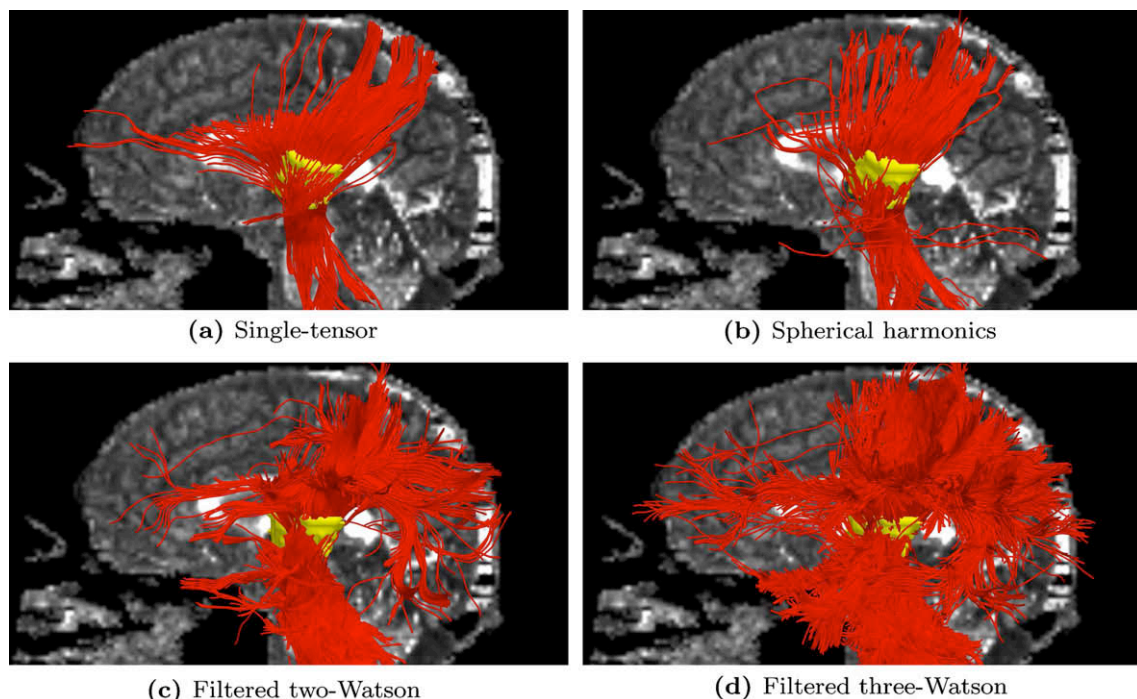 (a) Single-tensor
(b) Spherical harmonics
(c) Filtered two-Watson
(d) Filtered three-Watson